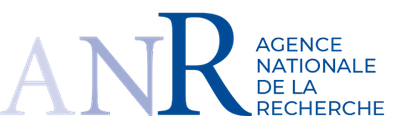 ANR
AGENCE
NATIONALE
DE LA
RECHERCHE